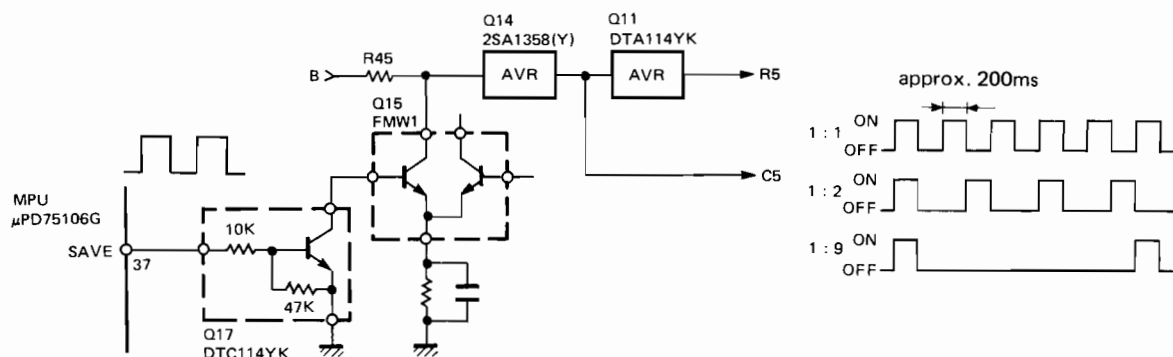 Q14
2SA1358(Y)
Q11
DTA114YK
B
R45
AVR
AVR
R5
Q15
FMW1
C5
MPU
μPD75106G
SAVE
37
10K
47K
Q17
DTC114YK
approx. 200ms
1 : 1 ON
OFF
1 : 2 ON
OFF
1 : 9 ON
OFF